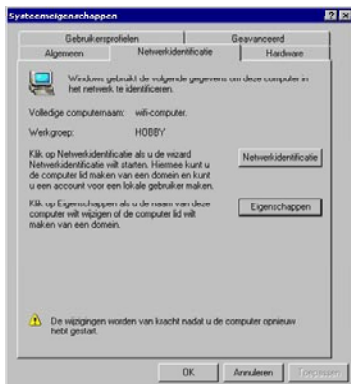 Systeemeigenschappen
Gebruikersprofielen Geavanceerd
Algemeen Netwerkidentificatie Hardware
Windows gebruikt de volgende gegevens om deze computer in
het netwerk te identificeren.
Volledige computernaam: wifi-computer.
Werkgroep: HOBBY
Klik op Netwerkidentificatie als u de wizard
Netwerkidentificatie wilt starten. Hiermee kunt u
de computer lid maken van een domein en kunt
u een account voor een lokale gebruiker maken.
Netwerkidentificatie
Klik op Eigenschappen als u de naam van deze
computer wilt wijzigen of de computer lid wilt
maken van een domein.
Eigenschappen
De wijzigingen worden van kracht nadat u de computer opnieuw
hebt gestart.
OK Annuleren Toepassen